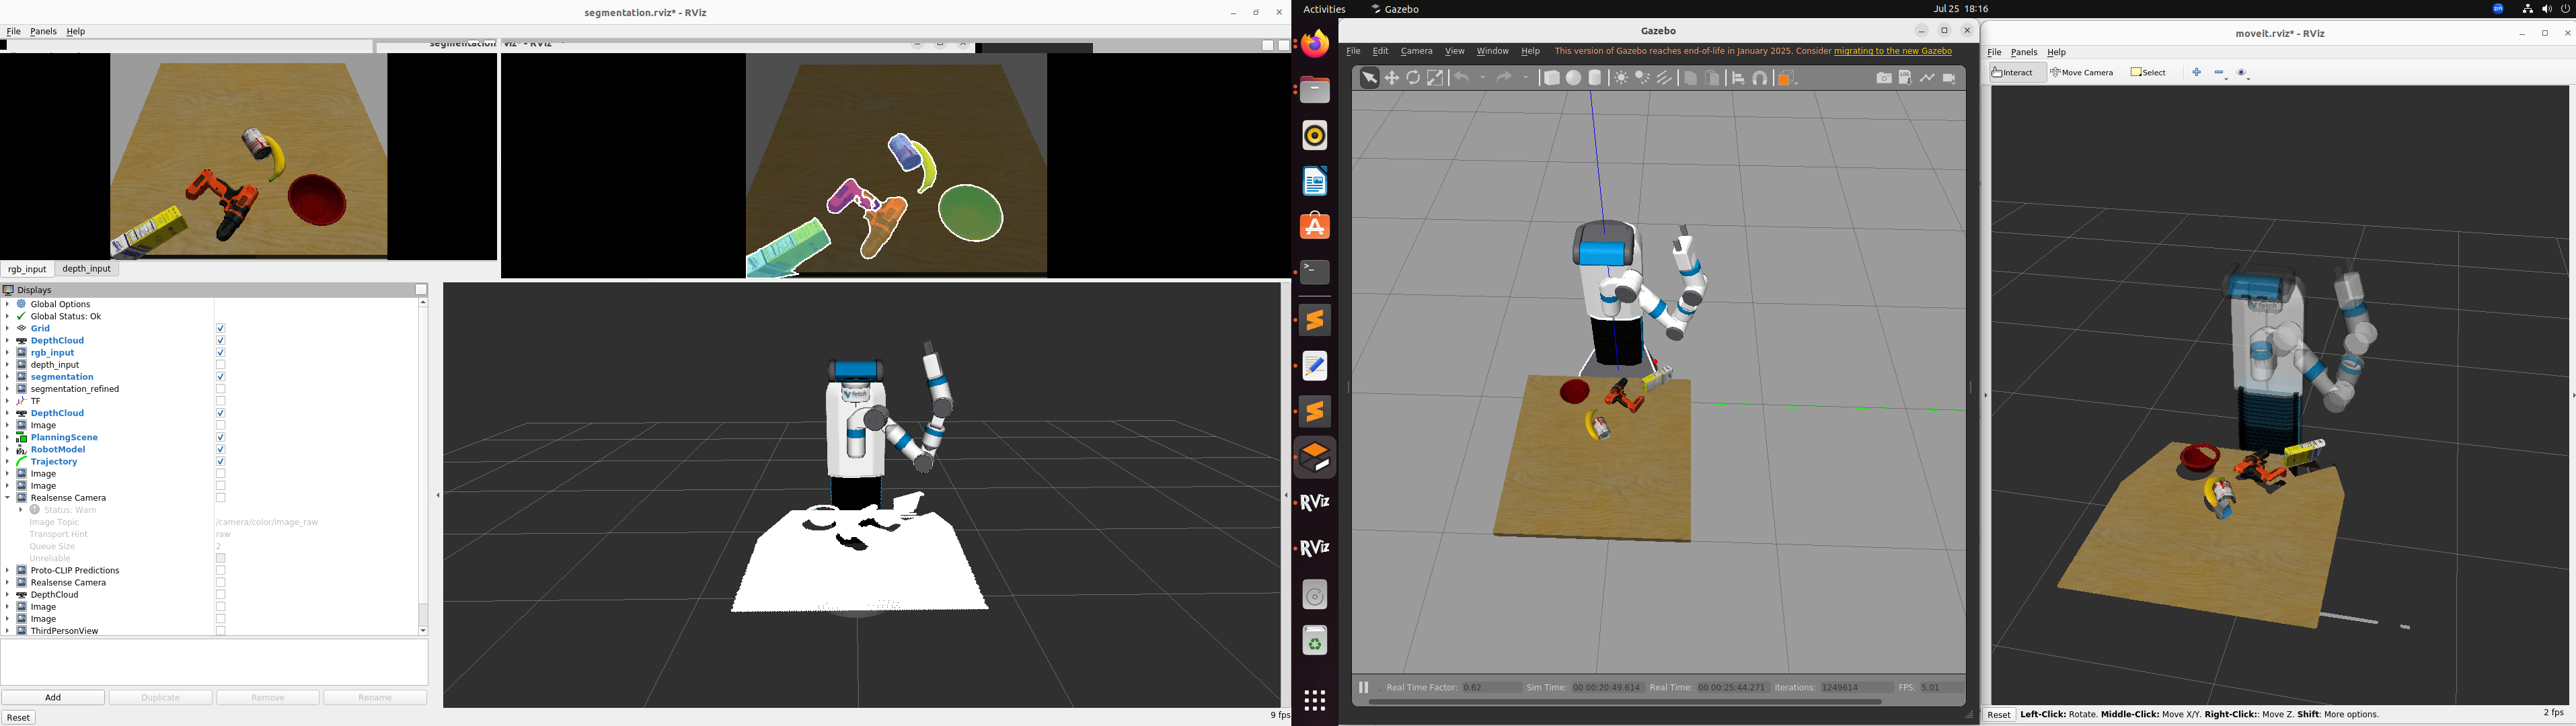 segmentation.rviz* - RViz
File Panels Help
segmentation
viz* - RViz
rgb_input depth_input
Displays
Global Options
Global Status: Ok
Grid
DepthCloud
rgb_input
depth_input
segmentation
segmentation_refined
TF
DepthCloud
Image
PlanningScene
RobotModel
Trajectory
Image
Image
Realsense Camera
Status: Warn
Image Topic /camera/color/image_raw
Transport Hint raw
Queue Size 2
Unreliable
Proto-CLIP Predictions
Realsense Camera
DepthCloud
Image
Image
ThirdPersonView
Add Duplicate Remove Rename
Reset
9 fps
fetch
Activities Gazebo Jul 25 18:16
zm
RViz
RViz
Gazebo
File Edit Camera View Window Help This version of Gazebo reaches end-of-life in January 2025. Consider migrating to the new Gazebo
Real Time Factor: 0.62 Sim Time: 00 00:20:49.614 Real Time: 00 00:25:44.271 Iterations: 1249614 FPS: 5.01
moveit.rviz* - RViz
File Panels Help
Interact Move Camera Select
Reset Left-Click: Rotate. Middle-Click: Move X/Y. Right-Click:: Move Z. Shift: More options. 2 fps